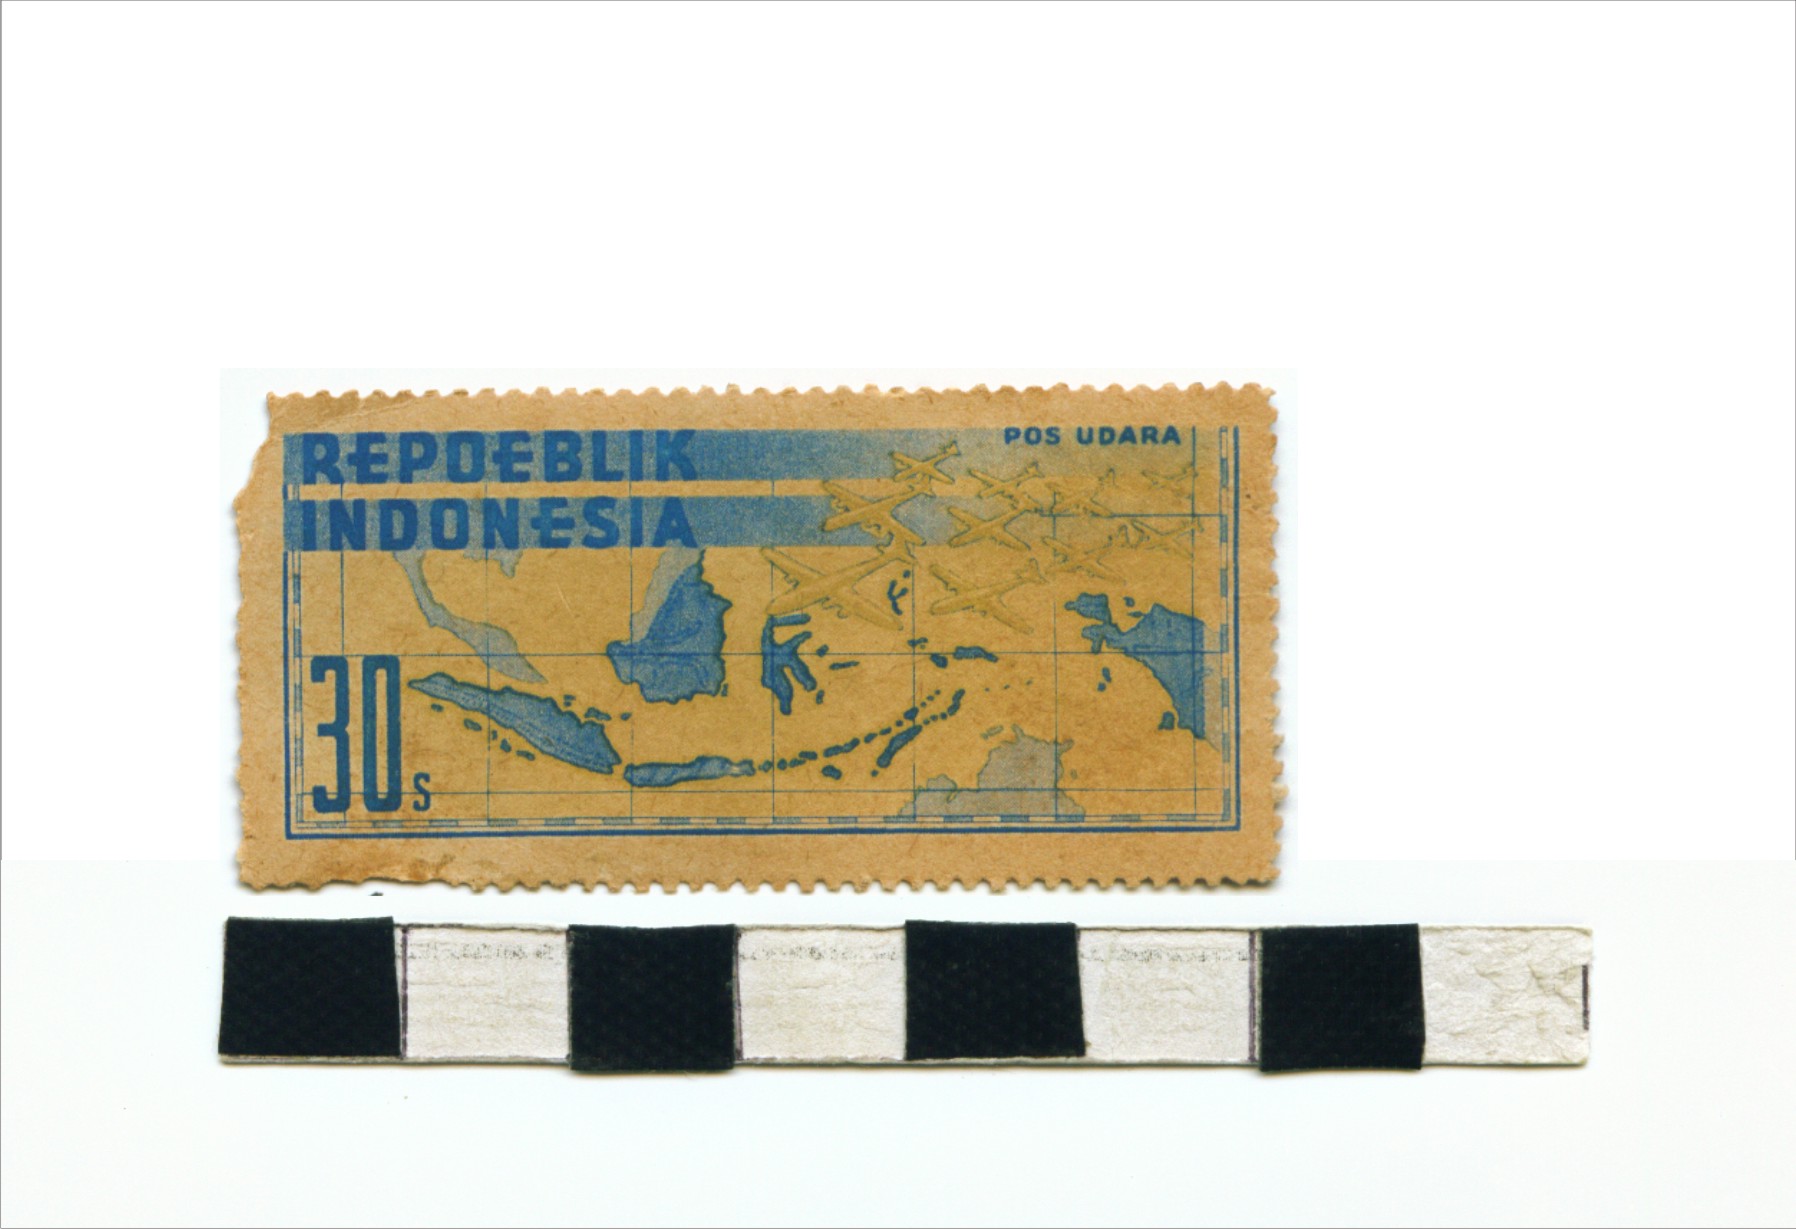 REPOEBLIK
POS UDARA
INDONESIA
30s